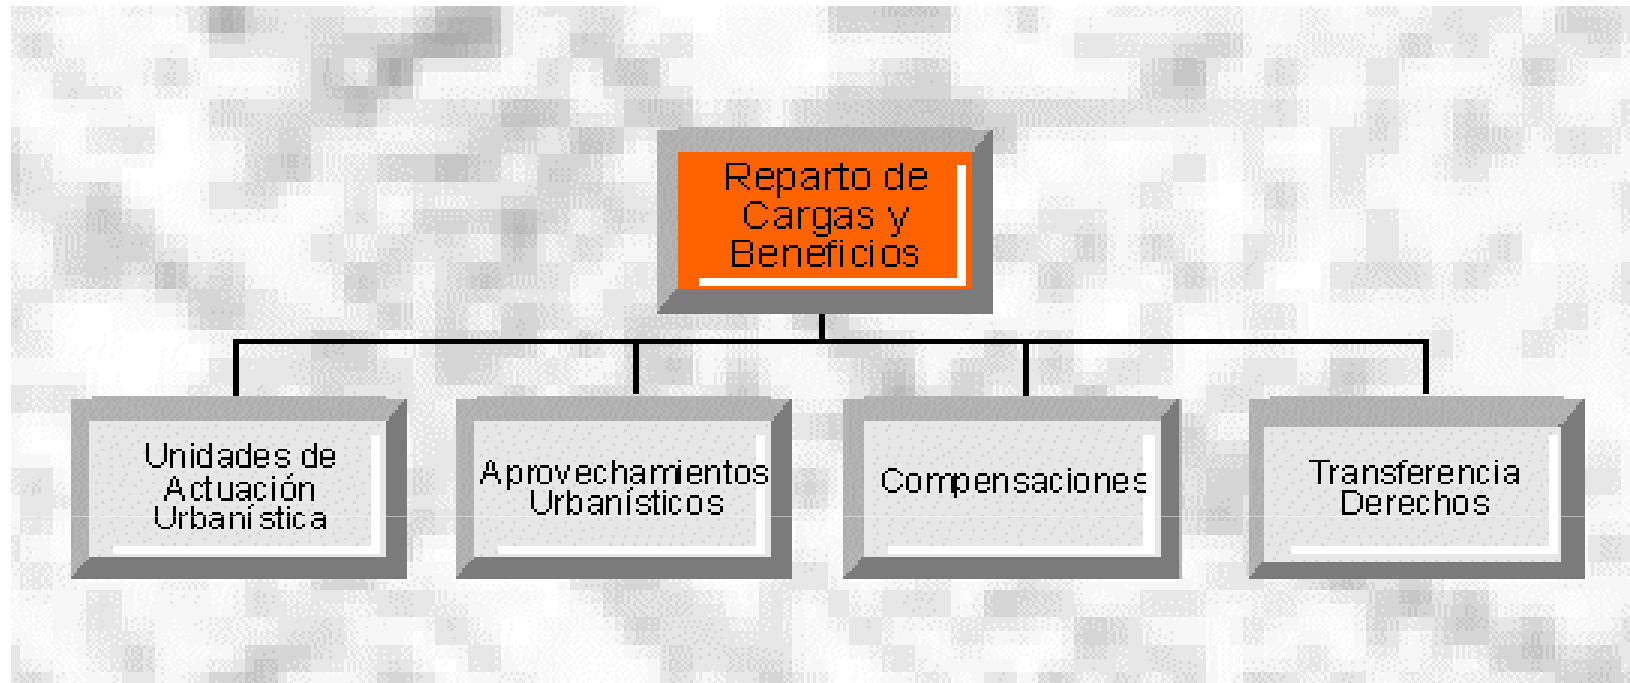 Reparto de
Cargas y
Beneficios
Unidades de
Actuación
Urbanística
Aprovechamientos
Urbanísticos
Compensaciones
Transferencia
Derechos